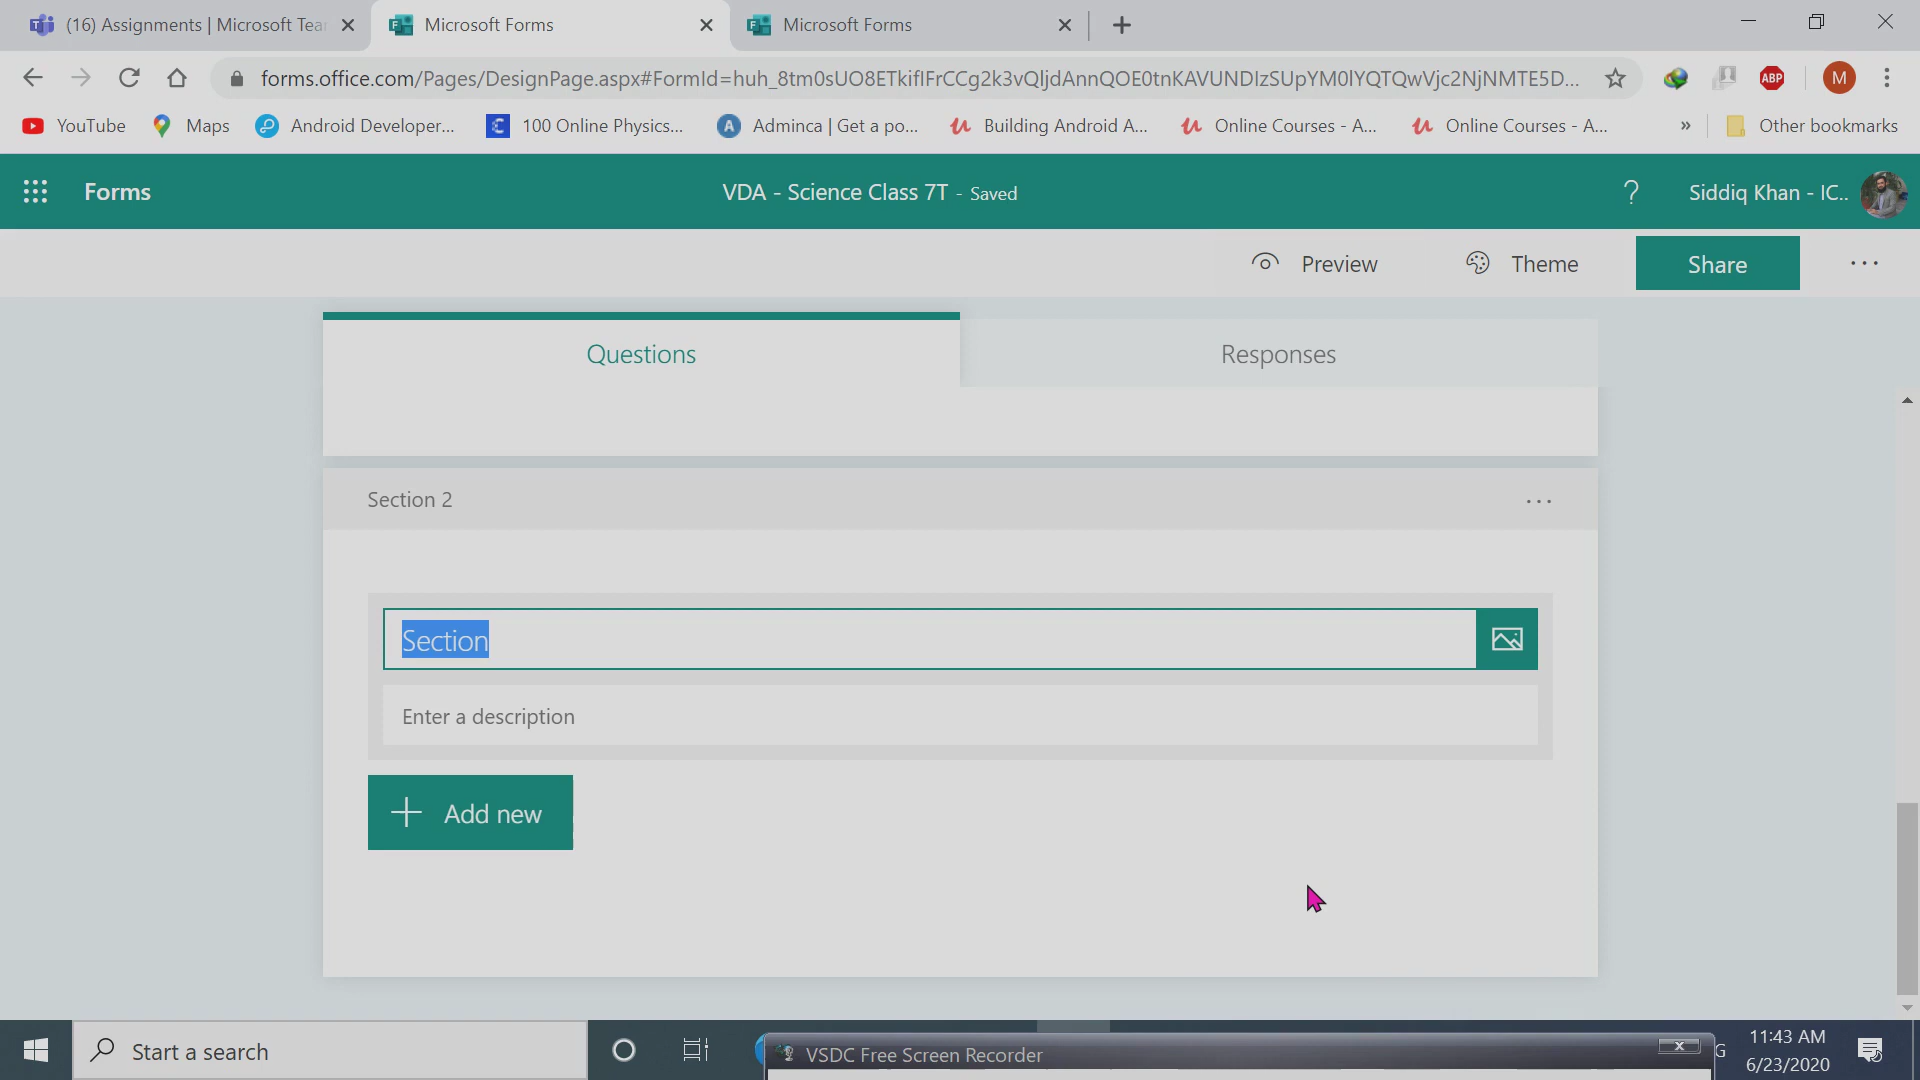 (16) Assignments | Microsoft Tea
Microsoft Forms
Microsoft Forms
forms.office.com/Pages/DesignPage.aspx#FormId=huh_8tm0sUO8ETkifIFrCCg2k3vQljdAnnQOE0tnKAVUNDIzSUpYM0lYQTQwVjc2NjNMTE5D...
ABP
M
YouTube
Maps
Android Developer...
100 Online Physics...
Adminca | Get a po...
Building Android A...
Online Courses - A...
Online Courses - A...
»
Other bookmarks
Forms
VDA - Science Class 7T - Saved
?
Siddiq Khan - IC..
Preview
Theme
Share
...
Questions
Responses
Section 2
...
Section
Enter a description
+ Add new
Start a search
VSDC Free Screen Recorder
G
11:43 AM
6/23/2020